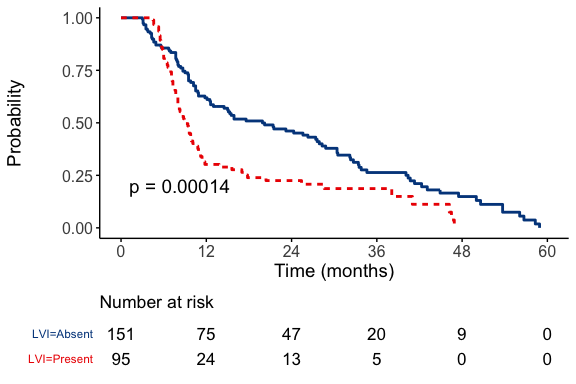 1.00
0.75
0.50
0.25
0.00
Probability
p = 0.00014
0 12 24 36 48 60
Time (months)
Number at risk
LVI=Absent 151 75 47 20 9 0
LVI=Present 95 24 13 5 0 0